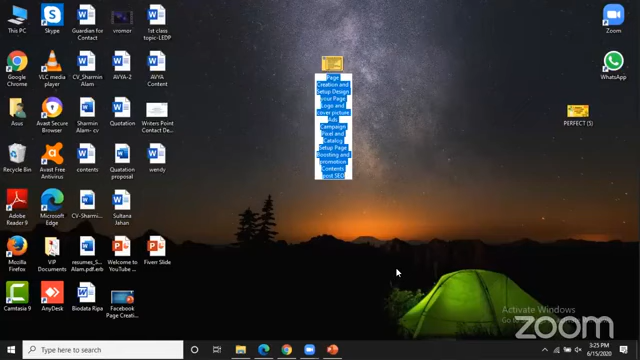 This PC
Skype
Guardian for
Contact
vromor
1st class
topic-LEDP
Google
Chrome
VLC media
player
CV_Sharmin
Alam
AVYA-2
AVYA
Content
Asus
Avast Secure
Browser
Sharmin
Alam- cv
Quotation
Writers Point
Contact De...
Recycle Bin
Avast Free
Antivirus
contents
Quotation
proposal
wendy
Adobe
Reader 9
Microsoft
Edge
CV-Sharmi...
Sultana
Jahan
Mozilla
Firefox
VIP
Documents
resumes_S...
Alam.pdf.crb
Welcome to
YouTube ...
Fiverr Slide
Camtasia 9
AnyDesk
Biodata Ripa
Facebook
Page Creati...
Page
Creation and
Setup Design
your Page
Logo and
cover picture
Ads
Campaign
Pixel and
Catalog
Setup Page
Boosting and
promotion
Contents
post SEO
Zoom
WhatsApp
PERFECT (5)
Activate Windows
zoom
Type here to search
3:25 PM
6/15/2020